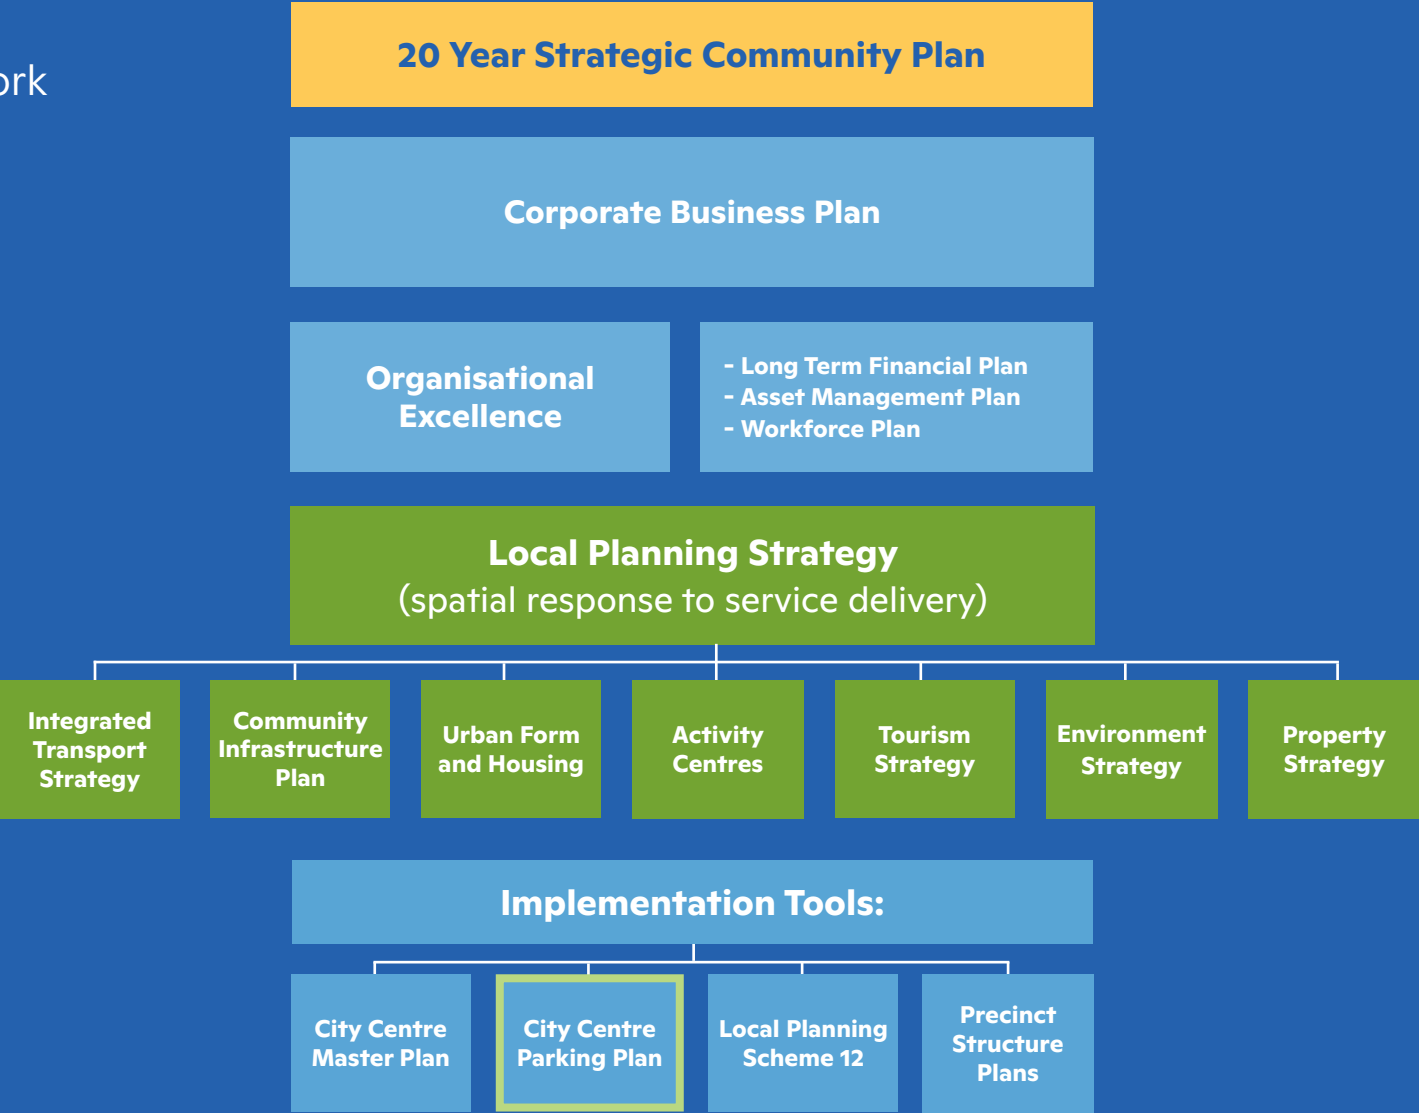 20 Year Strategic Community Plan
ork
Corporate Business Plan
Organisational
Excellence
- Long Term Financial Plan
- Asset Management Plan
- Workforce Plan
Local Planning Strategy
(spatial response to service delivery)
Integrated
Transport
Strategy
Community
Infrastructure
Plan
Urban Form
and Housing
Activity
Centres
Tourism
Strategy
Environment
Strategy
Property
Strategy
Implementation Tools:
City Centre
Master Plan
City Centre
Parking Plan
Local Planning
Scheme 12
Precinct
Structure
Plans